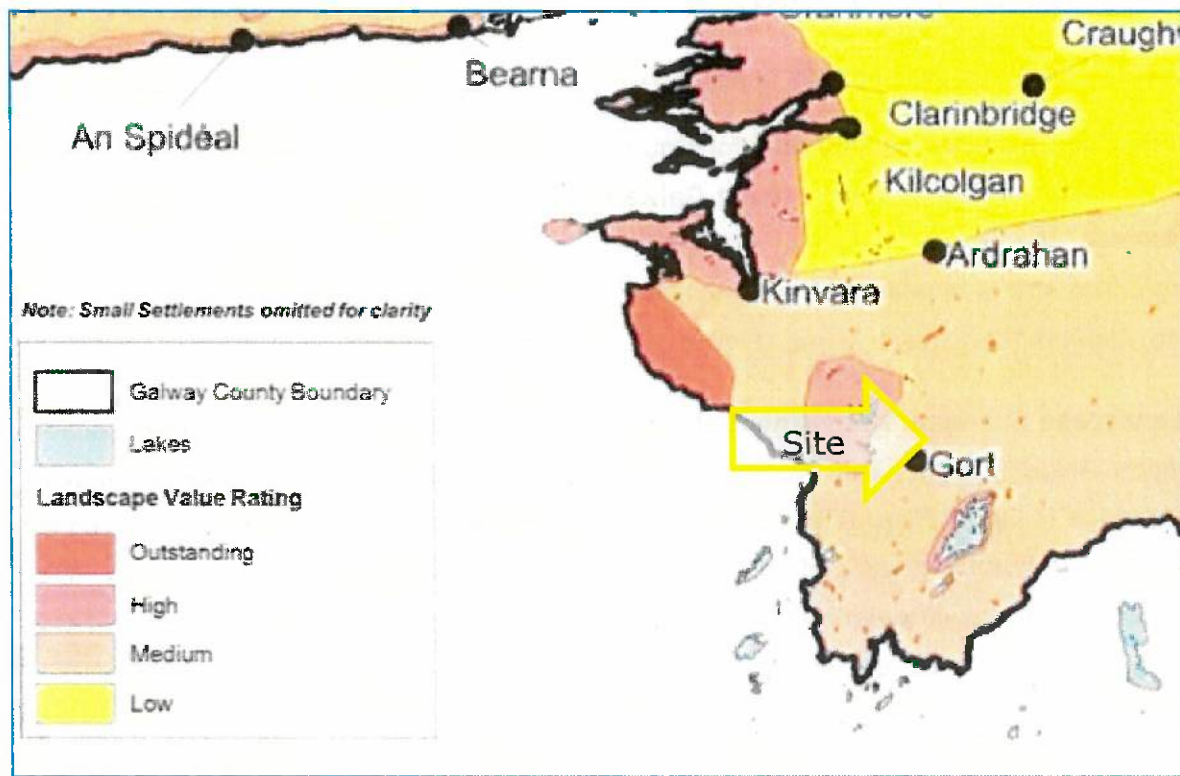 Craughw
Bearna
An Spidéal
Clarinbridge
Kilcolgan
Ardrahan
Kinvara
Note: Small Settlements omitted for clarity
Galway County Boundary
Lakes
Site
Gort
Landscape Value Rating
Outstanding
High
Medium
Low